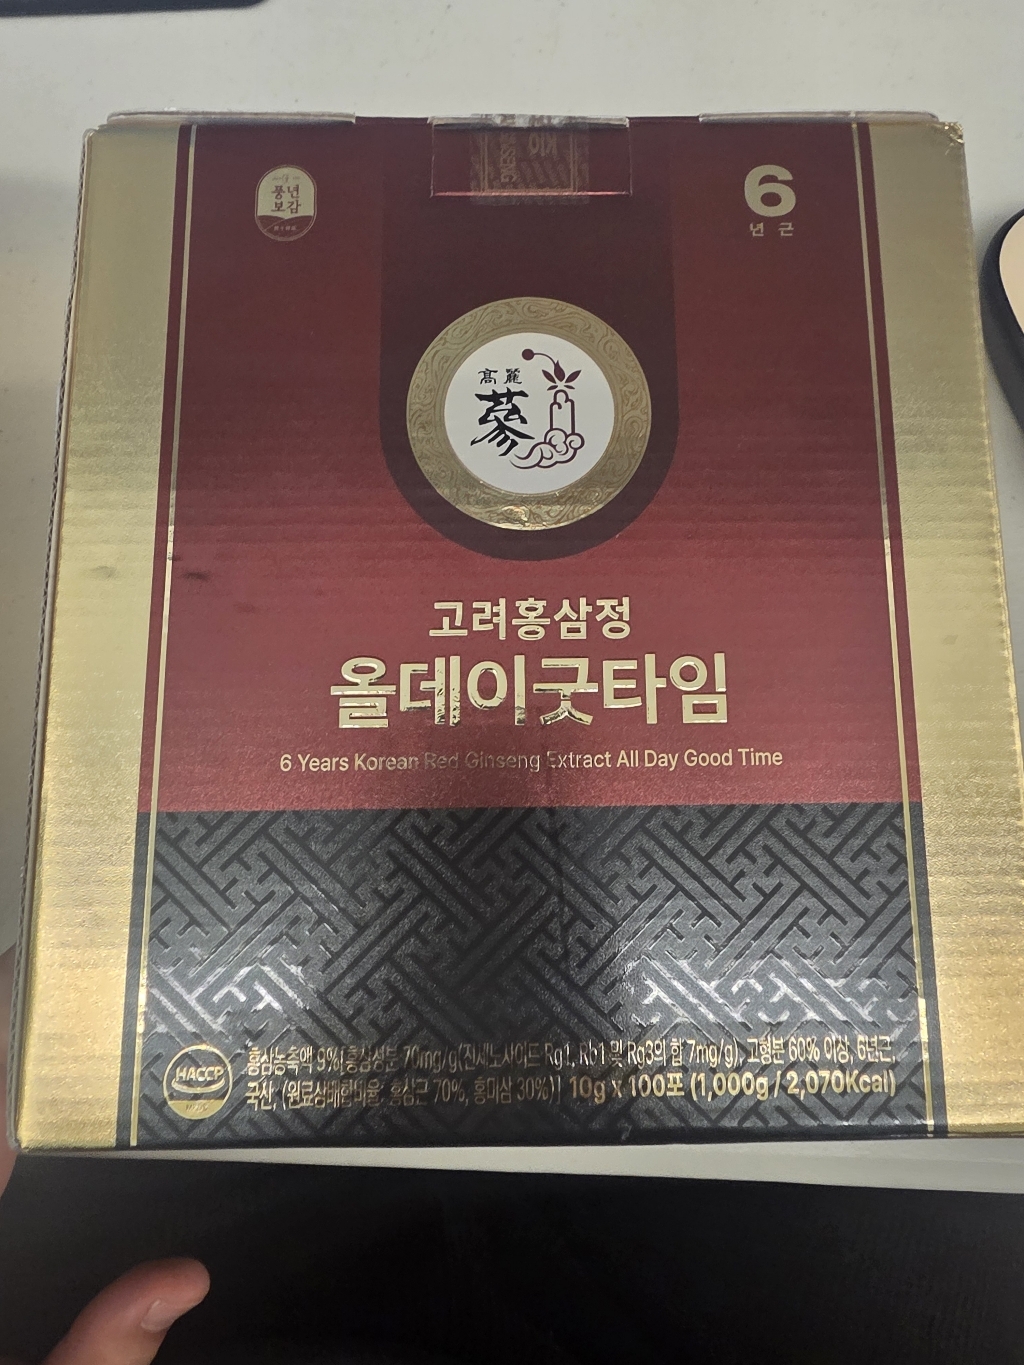 풍년
보감
6
년 근
高麗
蔘
고려홍삼정
올데이굿타임
6 Years Korean Red Ginseng Extract All Day Good Time
HACCP
홍삼농축액 9%[홍삼성분 70mg/g(진세노사이드 Rg1, Rb1 및 Rg3의 합 7mg/g), 고형분 60% 이상, 6년근,
국산, (원료삼배합비율: 홍삼근 70%, 홍미삼 30%)] 10g x 100포 (1,000g / 2,070Kcal)